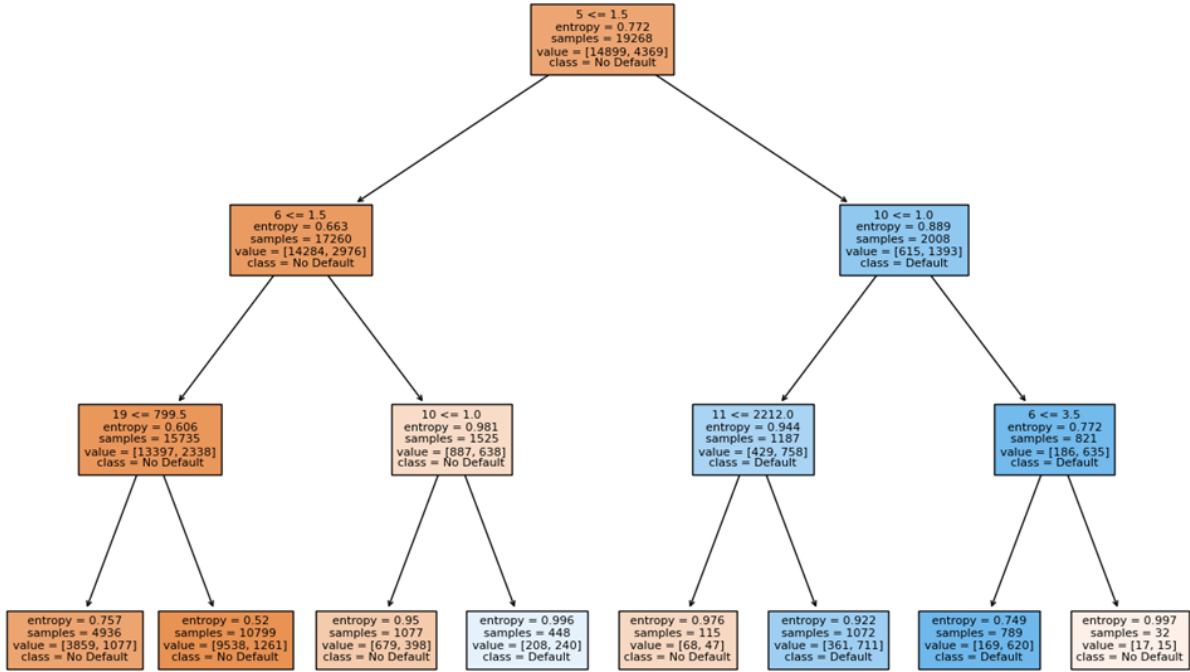 5 <= 1.5
entropy = 0.772
samples = 19268
value = [14899, 4369]
class = No Default
6 <= 1.5
entropy = 0.663
samples = 17260
value = [14284, 2976]
class = No Default
10 <= 1.0
entropy = 0.889
samples = 2008
value = [615, 1393]
class = Default
19 <= 799.5
entropy = 0.606
samples = 15735
value = [13397, 2338]
class = No Default
10 <= 1.0
entropy = 0.981
samples = 1525
value = [887, 638]
class = No Default
11 <= 2212.0
entropy = 0.944
samples = 1187
value = [429, 758]
class = Default
6 <= 3.5
entropy = 0.772
samples = 821
value = [186, 635]
class = Default
entropy = 0.757
samples = 4936
value = [3859, 1077]
class = No Default
entropy = 0.52
samples = 10799
value = [9538, 1261]
class = No Default
entropy = 0.95
samples = 1077
value = [679, 398]
class = No Default
entropy = 0.996
samples = 448
value = [208, 240]
class = Default
entropy = 0.976
samples = 115
value = [68, 47]
class = No Default
entropy = 0.922
samples = 1072
value = [361, 711]
class = Default
entropy = 0.749
samples = 789
value = [169, 620]
class = Default
entropy = 0.997
samples = 32
value = [17, 15]
class = No Default